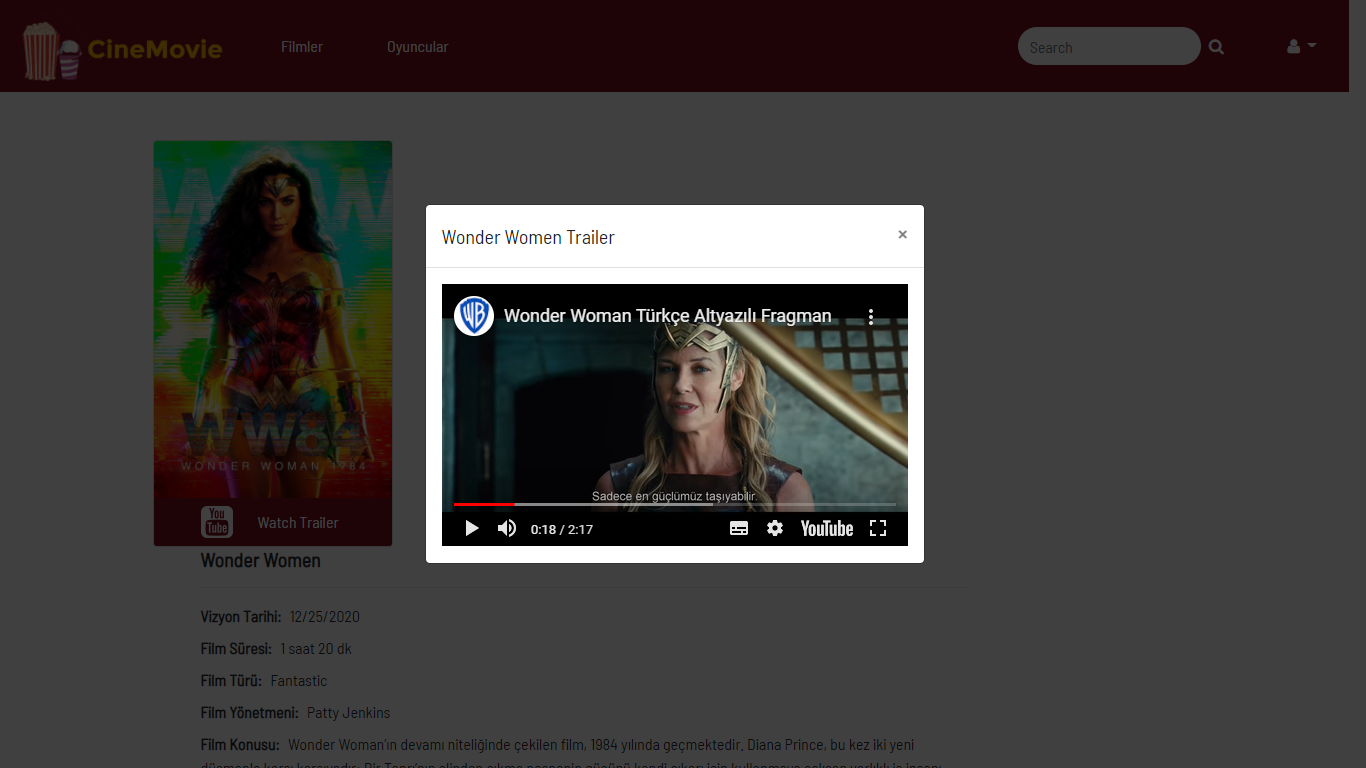 CineMovie
Filmler
Oyuncular
Search
WW84
WONDER WOMAN 1984
You
Tube
Watch Trailer
Wonder Women Trailer
×
WB
Wonder Woman Türkçe Altyazılı Fragman
Sadece en güçlümüz taşıyabilir.
0:18 / 2:17
YouTube
Wonder Women
Vizyon Tarihi: 12/25/2020
Film Süresi: 1 saat 20 dk
Film Türü: Fantastic
Film Yönetmeni: Patty Jenkins
Film Konusu: Wonder Woman'ın devamı niteliğinde çekilen film, 1984 yılında geçmektedir. Diana Prince, bu kez iki yeni